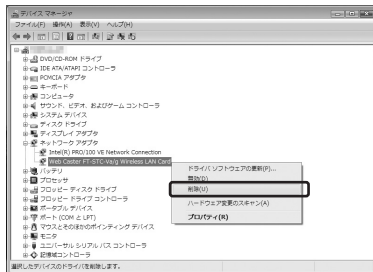 デバイス マネージャ
ファイル(F) 操作(A) 表示(V) ヘルプ(H)
DVD/CD-ROM ドライブ
IDE ATA/ATAPI コントローラ
PCMCIA アダプタ
キーボード
コンピュータ
サウンド、ビデオ、およびゲーム コントローラ
システム デバイス
ディスク ドライブ
ディスプレイ アダプタ
ネットワーク アダプタ
Intel(R) PRO/100 VE Network Connection
Web Caster FT-STC-Va/g Wireless LAN Card
バッテリ
プロセッサ
フロッピー ディスク ドライブ
フロッピー ドライブ コントローラ
ポータブル デバイス
ポート (COM と LPT)
マウスとそのほかのポインティング デバイス
モニタ
ユニバーサル シリアル バス コントローラ
記憶域コントローラ
ドライバ ソフトウェアの更新(P)...
無効(D)
削除(U)
ハードウェア変更のスキャン(A)
プロパティ(R)
選択したデバイスのドライバを削除します。